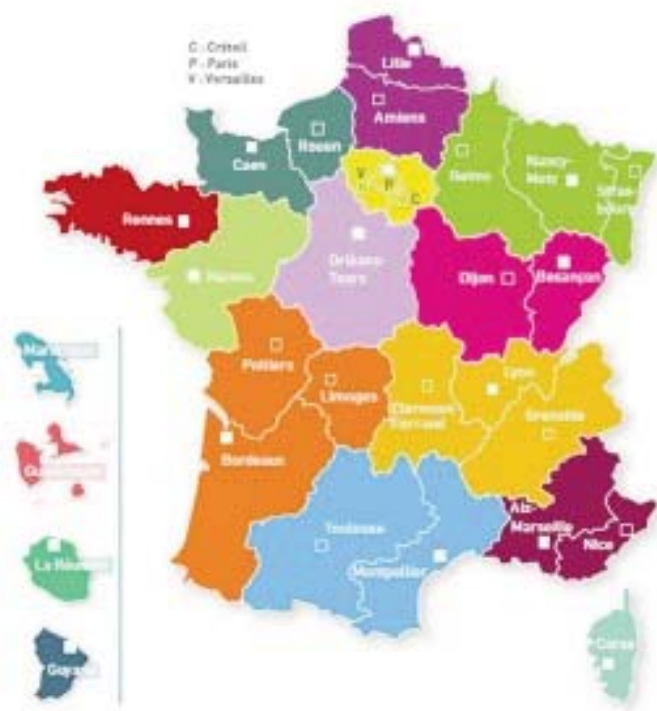 C : Créteil
P : Paris
V : Versailles
Lille
Amiens
Rouen
Caen
Reims
Nancy-
Metz
Stras-
bourg
V
P
C
Rennes
Nantes
Orléans-
Tours
Dijon
Besançon
Poitiers
Limoges
Clermont-
Ferrand
Lyon
Grenoble
Bordeaux
Toulouse
Montpellier
Aix-
Marseille
Nice
Corse
La Réunion